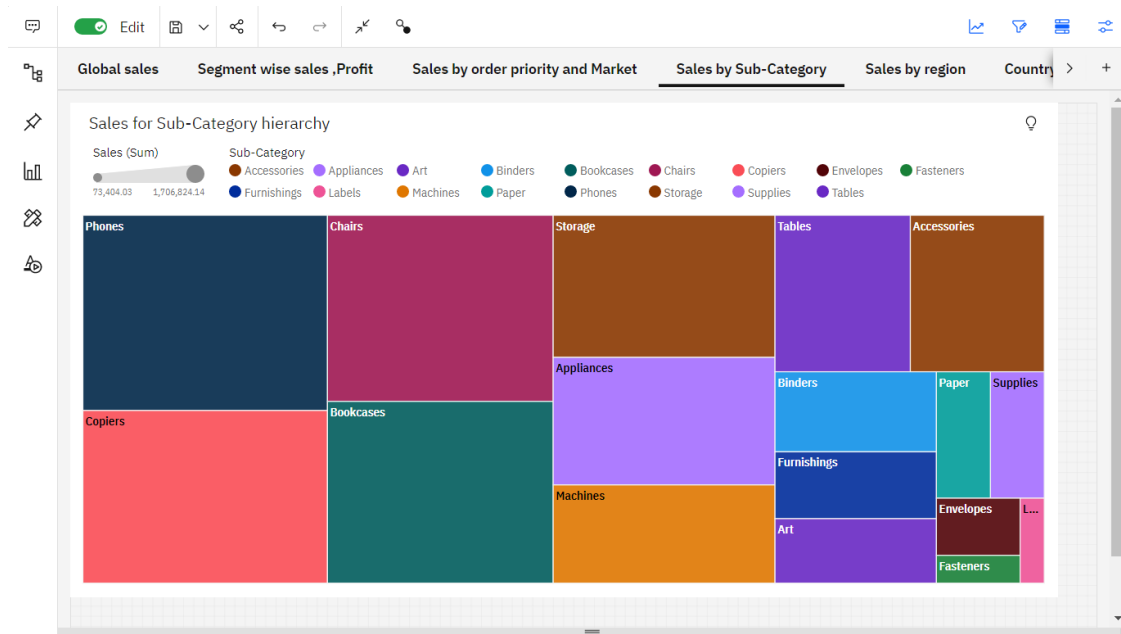 Edit
Global sales
Segment wise sales ,Profit
Sales by order priority and Market
Sales by Sub-Category
Sales by region
Country
Sales for Sub-Category hierarchy
Sales (Sum)
73,404.03 1,706,824.14
Sub-Category
Accessories Appliances Art Binders Bookcases Chairs Copiers Envelopes Fasteners
Furnishings Labels Machines Paper Phones Storage Supplies Tables
Phones
Chairs
Storage
Tables
Accessories
Appliances
Binders
Paper
Supplies
Copiers
Bookcases
Furnishings
Machines
Envelopes
L...
Art
Fasteners